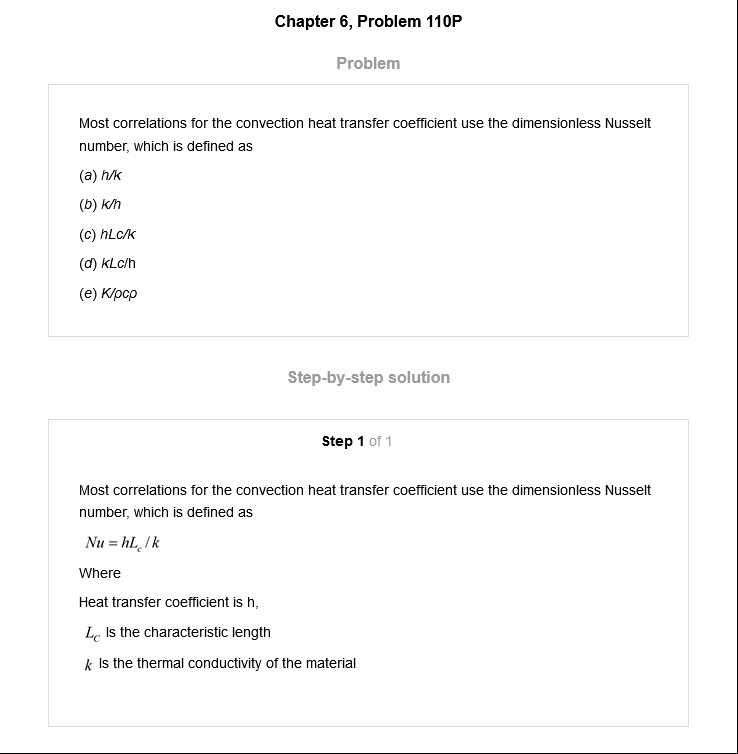 Chapter 6, Problem 110P
Problem
Most correlations for the convection heat transfer coefficient use the dimensionless Nusselt
number, which is defined as
(a) h/k
(b) k/h
(c) hLc/k
(d) kLc/h
(e) K/ρcρ
Step-by-step solution
Step 1 of 1
Most correlations for the convection heat transfer coefficient use the dimensionless Nusselt
number, which is defined as
Nu = hL_c / k
Where
Heat transfer coefficient is h,
L_C Is the characteristic length
k Is the thermal conductivity of the material